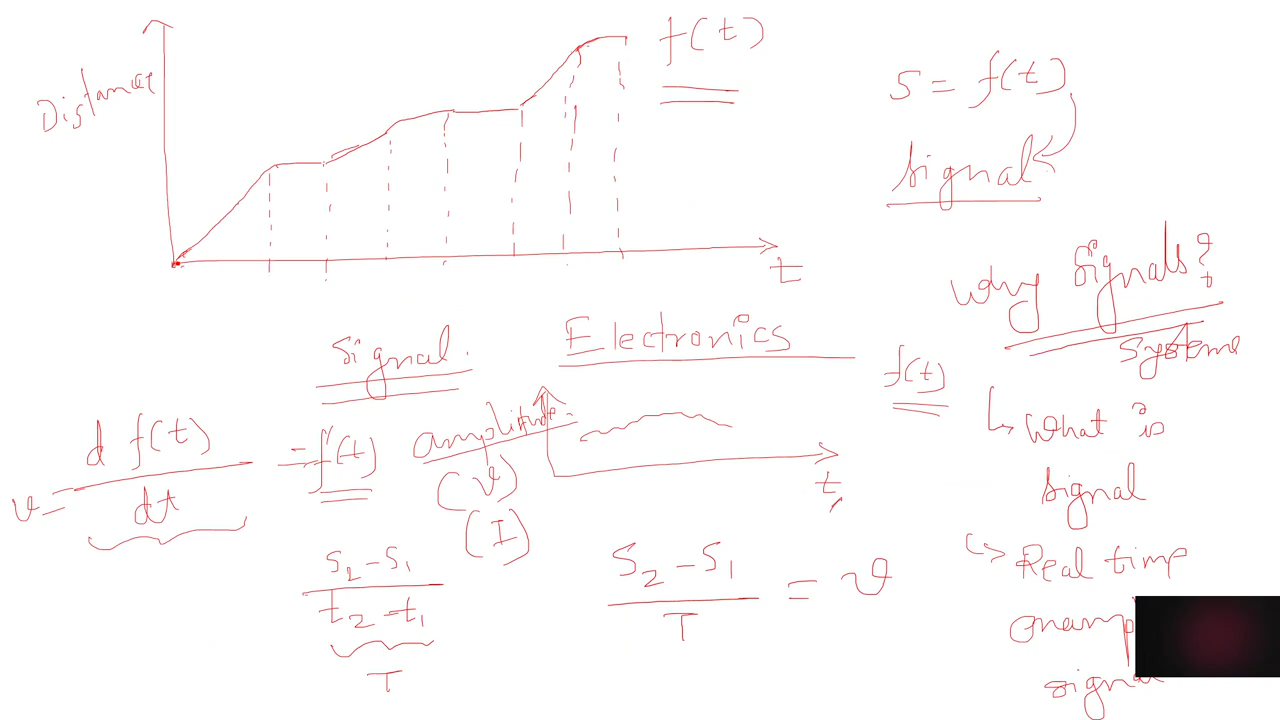 f(t)
Distance
S = f(t)
Signal
t
Why Signals?
Systems
Signal.
Electronics
f(t)
d f(t)
v = = f'(t)
dt
amplitude
(v)
(I)
t
What is
signal
S2 - S1
t2 - t1
T
S2 - S1
= v
T
Real time
signal